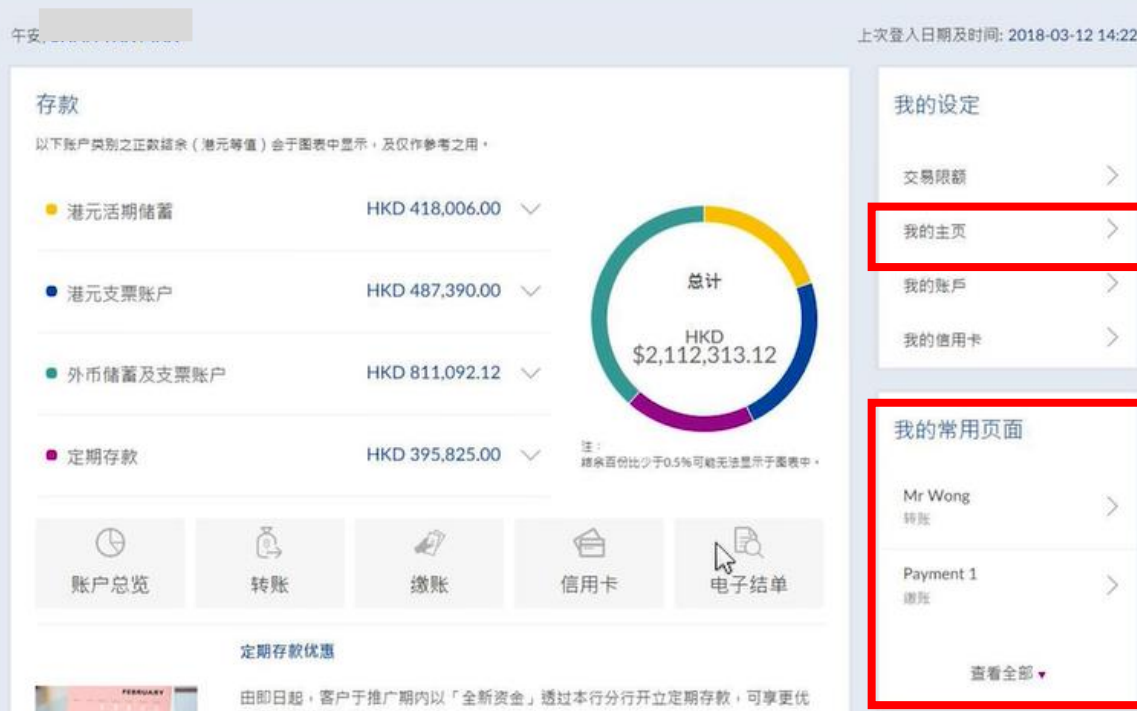 午安,
上次登入日期及时间: 2018-03-12 14:22
存款
以下账户类别之正数结余(港元等值)会于图表中显示,及仅作参考之用。
港元活期储蓄 HKD 418,006.00
港元支票账户 HKD 487,390.00
外币储蓄及支票账户 HKD 811,092.12
定期存款 HKD 395,825.00
总计
HKD
$2,112,313.12
注:
结余百份比少于0.5%可能无法显示于图表中。
账户总览
转账
缴账
信用卡
电子结单
定期存款优惠
FEBRUARY
由即日起,客户于推广期内以「全新资金」透过本行分行开立定期存款,可享更优
我的设定
交易限额
我的主页
我的账戶
我的信用卡
我的常用页面
Mr Wong
转账
Payment 1
缴账
查看全部